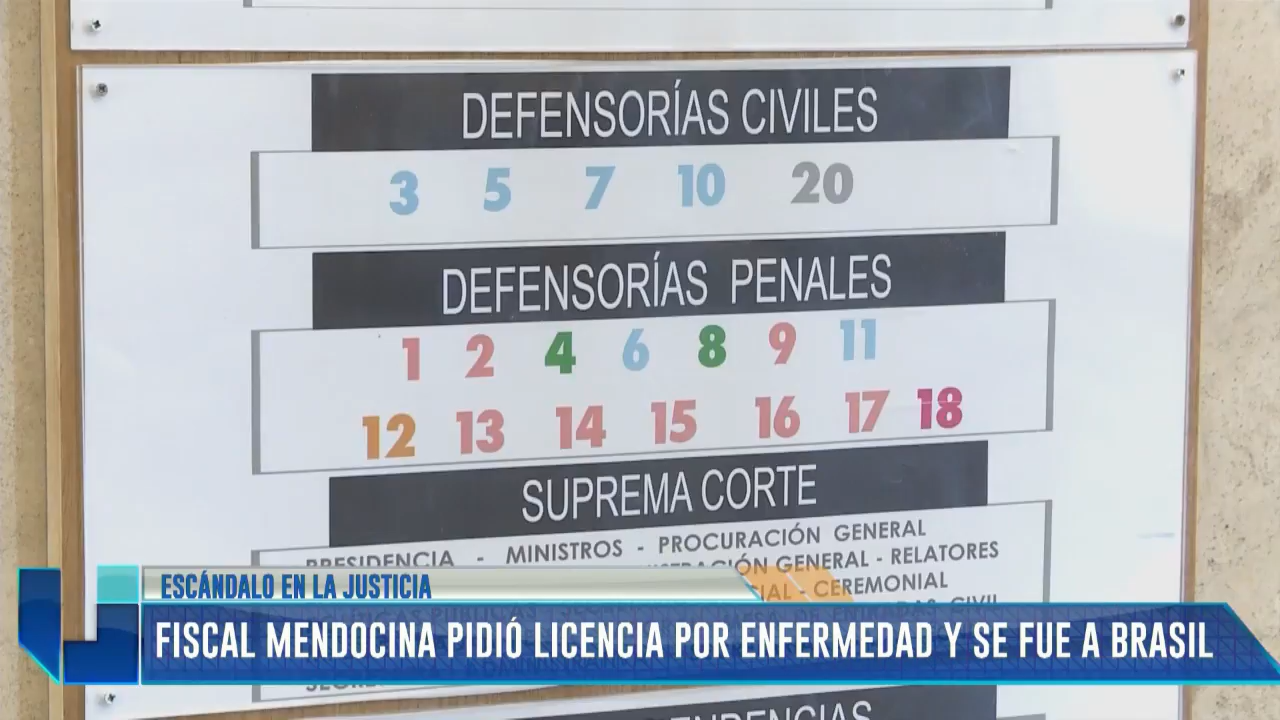 DEFENSORÍAS CIVILES
3 5 7 10 20
DEFENSORÍAS PENALES
1 2 4 6 8 9 11
12 13 14 15 16 17 18
SUPREMA CORTE
PRESIDENCIA - MINISTROS - PROCURACIÓN GENERAL
GENERAL - RELATORES
- CEREMONIAL
CIVIL
ESCÁNDALO EN LA JUSTICIA
FISCAL MENDOCINA PIDIÓ LICENCIA POR ENFERMEDAD Y SE FUE A BRASIL